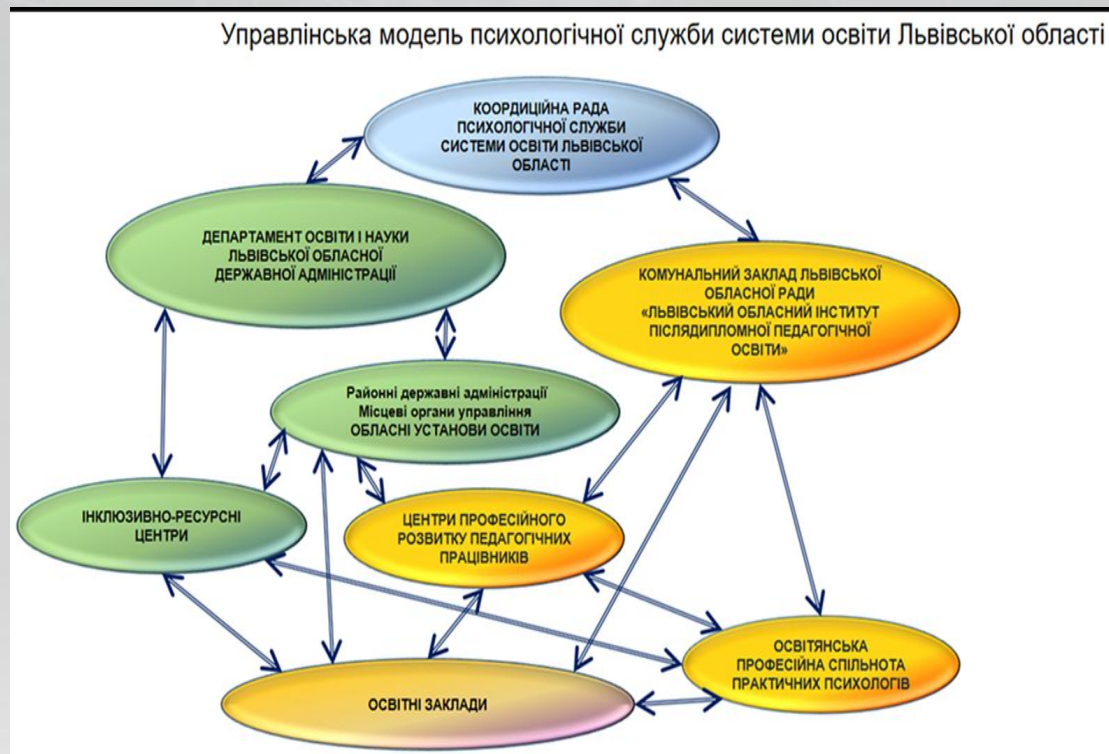 Управлінська модель психологічної служби системи освіти Львівської області
КООРДИЦІЙНА РАДА
ПСИХОЛОГІЧНОЇ СЛУЖБИ
СИСТЕМИ ОСВІТИ ЛЬВІВСЬКОЇ
ОБЛАСТІ
ДЕПАРТАМЕНТ ОСВІТИ І НАУКИ
ЛЬВІВСЬКОЇ ОБЛАСНОЇ
ДЕРЖАВНОЇ АДМІНІСТРАЦІЇ
КОМУНАЛЬНИЙ ЗАКЛАД ЛЬВІВСЬКОЇ
ОБЛАСНОЇ РАДИ
«ЛЬВІВСЬКИЙ ОБЛАСНИЙ ІНСТИТУТ
ПІСЛЯДИПЛОМНОЇ ПЕДАГОГІЧНОЇ
ОСВІТИ»
Районні державні адміністрації
Місцеві органи управління
ОБЛАСНІ УСТАНОВИ ОСВІТИ
ІНКЛЮЗИВНО-РЕСУРСНІ
ЦЕНТРИ
ЦЕНТРИ ПРОФЕСІЙНОГО
РОЗВИТКУ ПЕДАГОГІЧНИХ
ПРАЦІВНИКІВ
ОСВІТЯНСЬКА
ПРОФЕСІЙНА СПІЛЬНОТА
ПРАКТИЧНИХ ПСИХОЛОГІВ
ОСВІТНІ ЗАКЛАДИ